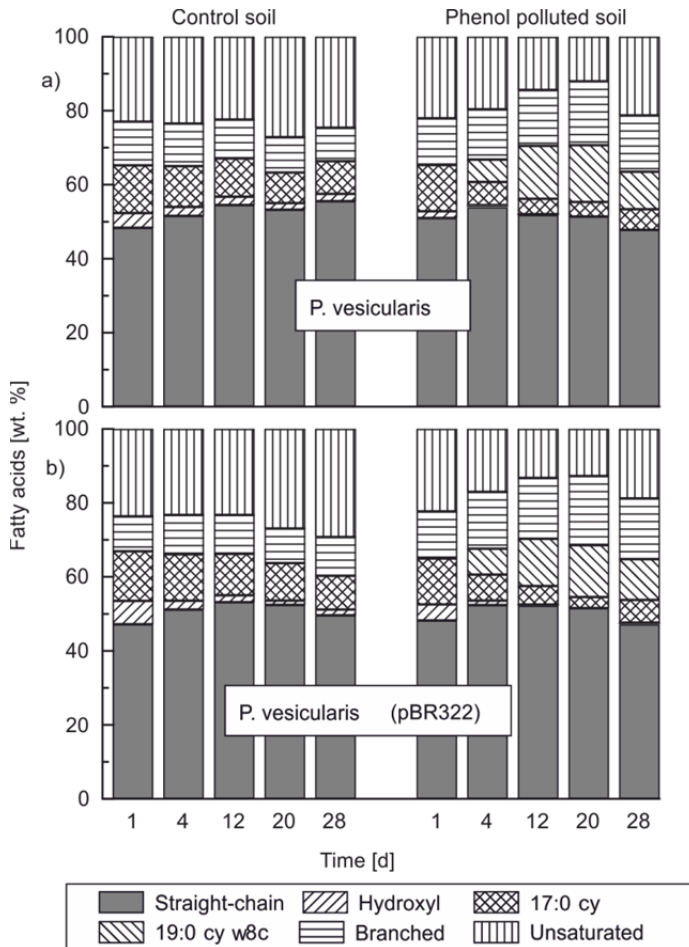 Control soil Phenol polluted soil
a)
100
80
60
40
20
0
P. vesicularis
Fatty acids [wt. %]
b)
100
80
60
40
20
0
P. vesicularis (pBR322)
1 4 12 20 28 1 4 12 20 28
Time [d]
Straight-chain Hydroxyl 17:0 cy
19:0 cy w8c Branched Unsaturated